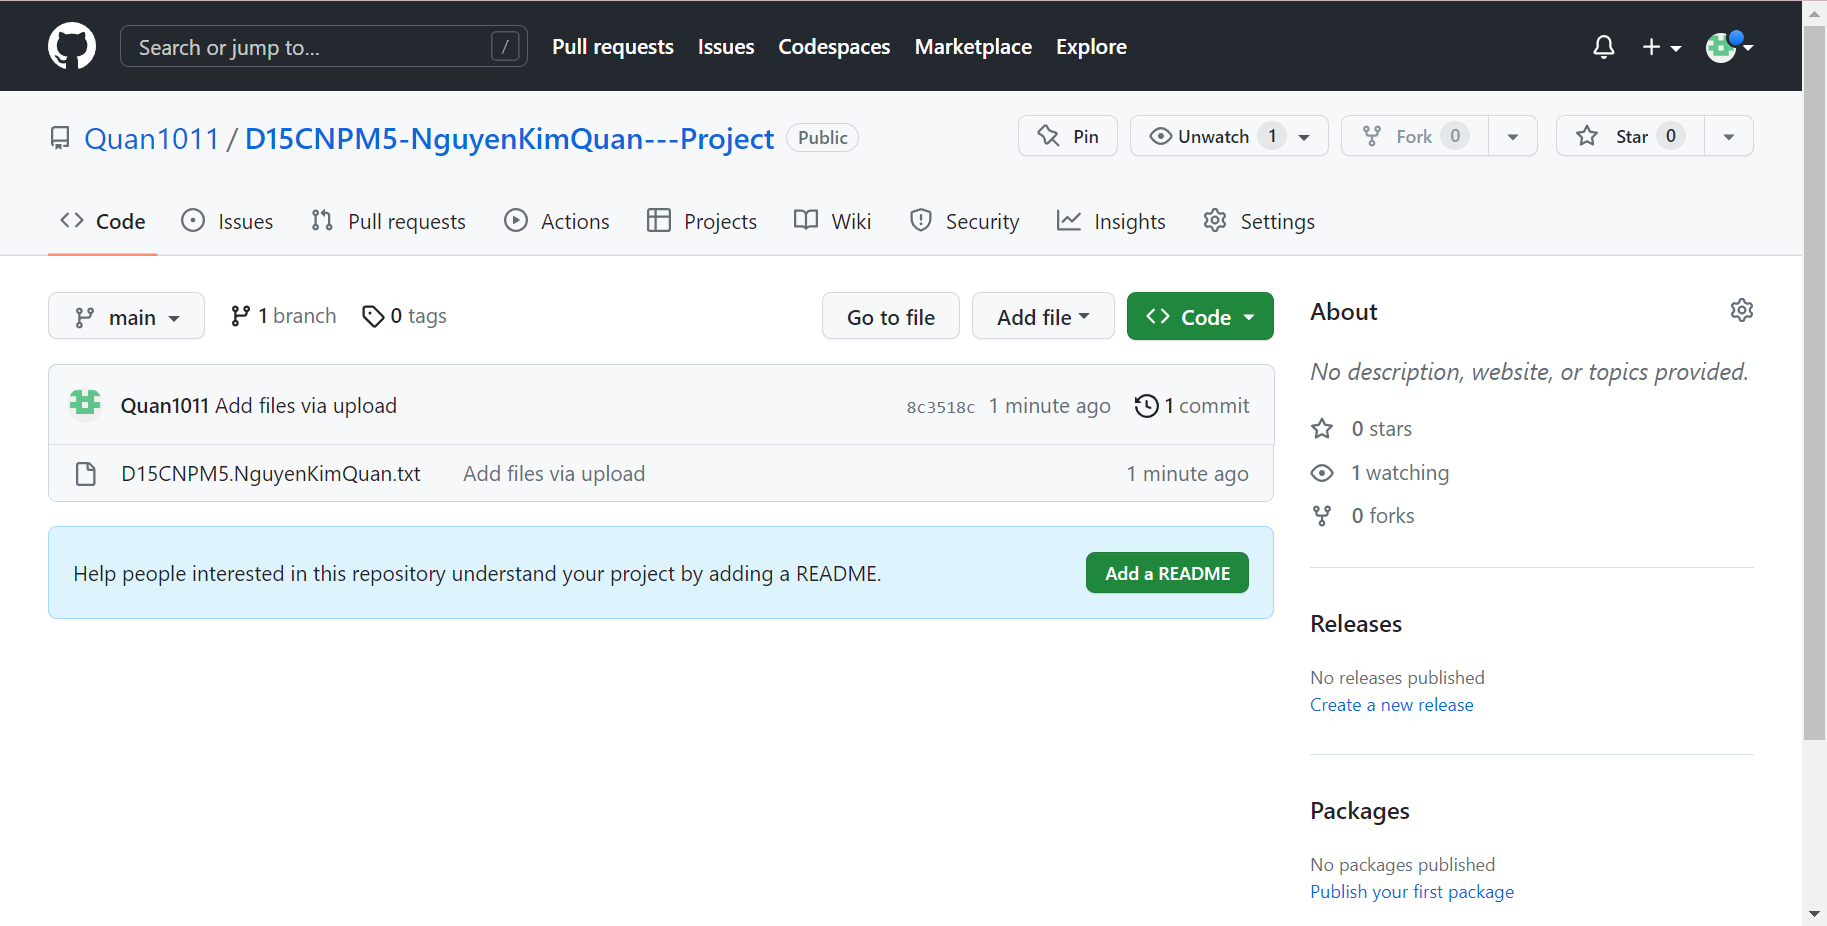 Search or jump to... / Pull requests Issues Codespaces Marketplace Explore
Quan1011 / D15CNPM5-NguyenKimQuan---Project Public Pin Unwatch 1 Fork 0 Star 0
Code Issues Pull requests Actions Projects Wiki Security Insights Settings
main 1 branch 0 tags Go to file Add file Code
Quan1011 Add files via upload 8c3518c 1 minute ago 1 commit
D15CNPM5.NguyenKimQuan.txt Add files via upload 1 minute ago
Help people interested in this repository understand your project by adding a README. Add a README
About
No description, website, or topics provided.
0 stars
1 watching
0 forks
Releases
No releases published
Create a new release
Packages
No packages published
Publish your first package